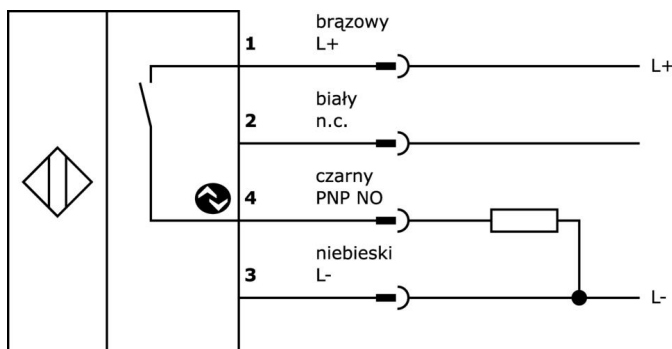 brązowy
1 L+ L+
biały
2 n.c.
czarny
4 PNP NO
niebieski
3 L- L-